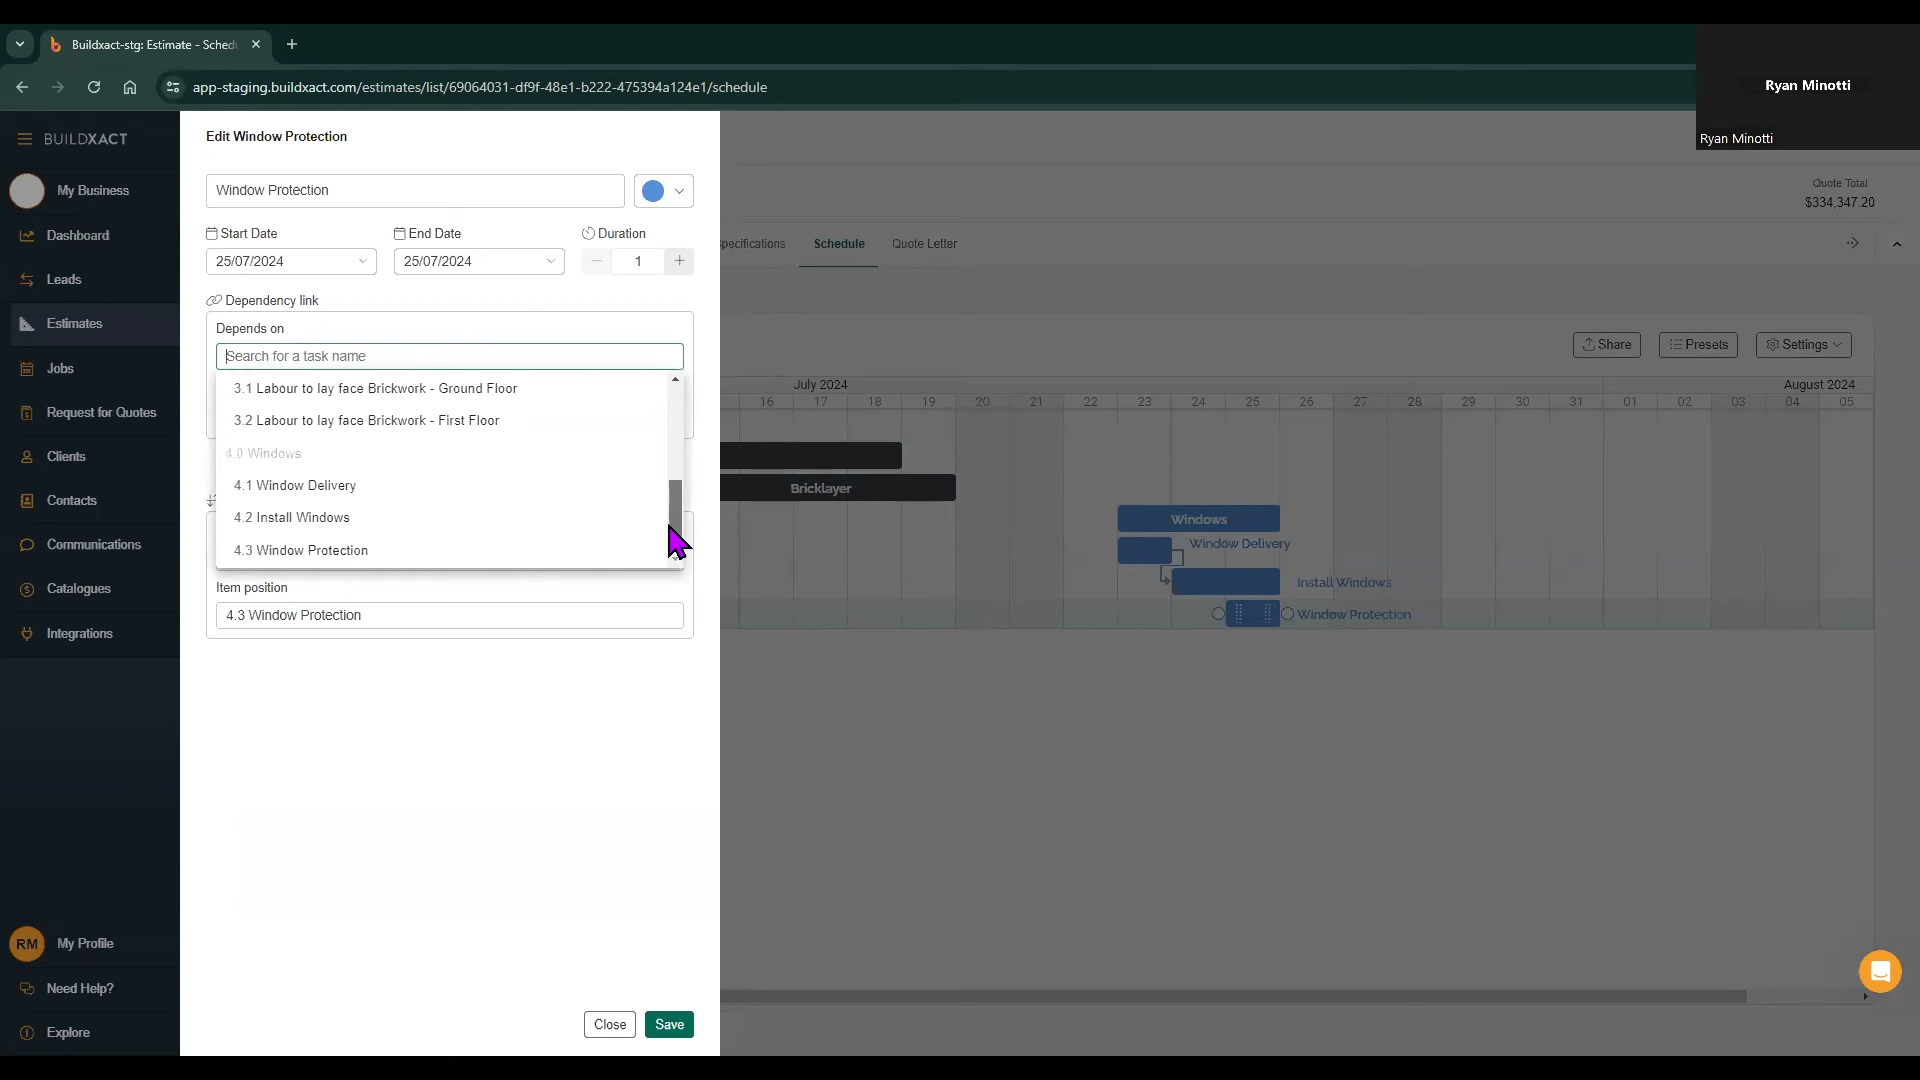 Buildxact-stg: Estimate - Sched
app-staging.buildxact.com/estimates/list/69064031-df9f-48e1-b222-475394a124e1/schedule
Ryan Minotti
Ryan Minotti
BUILDXACT
My Business
Dashboard
Leads
Estimates
Jobs
Request for Quotes
Clients
Contacts
Communications
Catalogues
Integrations
RM My Profile
Need Help?
Explore
Edit Window Protection
Window Protection
Start Date End Date Duration
25/07/2024 25/07/2024 1
Dependency link
Depends on
Search for a task name
3.1 Labour to lay face Brickwork - Ground Floor
3.2 Labour to lay face Brickwork - First Floor
4.0 Windows
4.1 Window Delivery
4.2 Install Windows
4.3 Window Protection
Item position
4.3 Window Protection
Close Save
Quote Total
$334,347.20
pecifications Schedule Quote Letter
Share Presets Settings
July 2024 August 2024
16 17 18 19 20 21 22 23 24 25 26 27 28 29 30 31 01 02 03 04 05
Bricklayer
Windows
Window Delivery
Install Windows
Window Protection